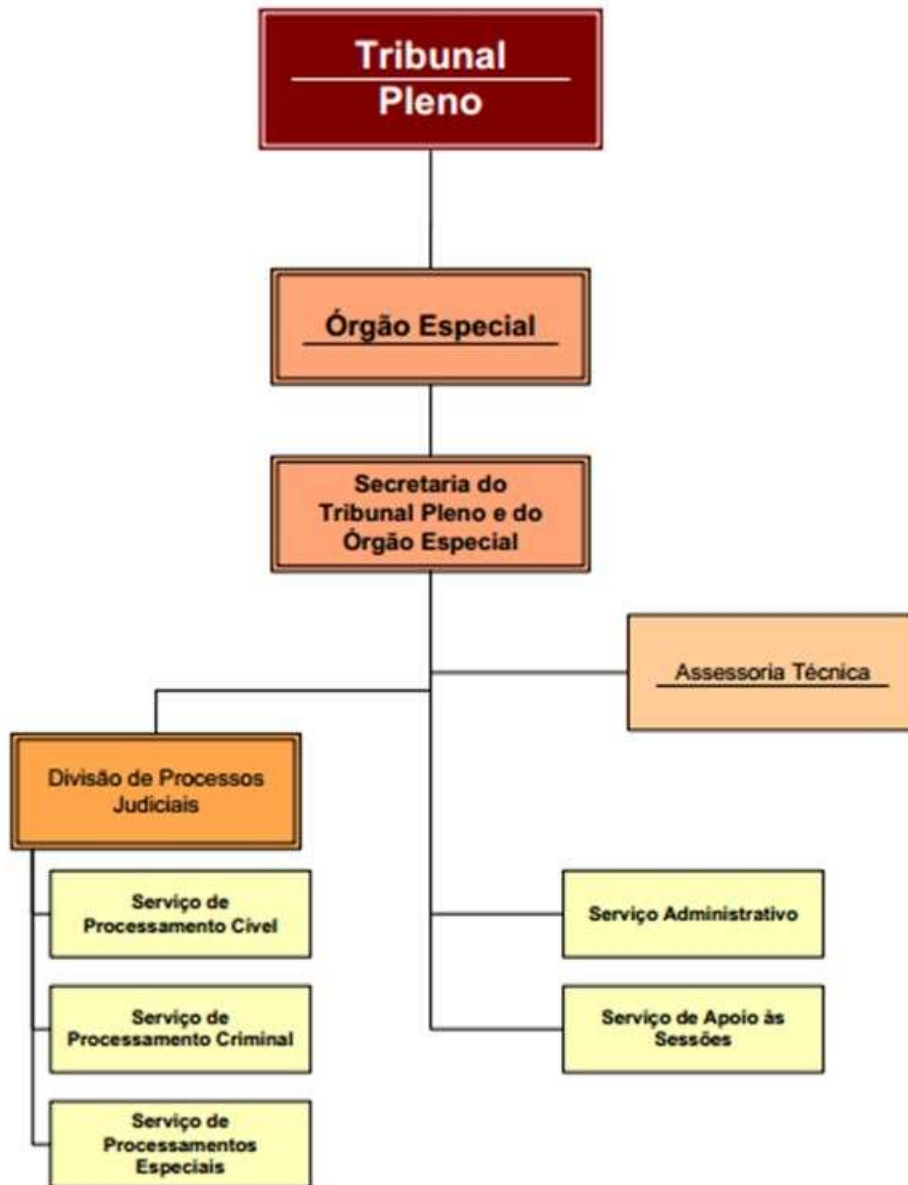 Tribunal
Pleno
Órgão Especial
Secretaria do
Tribunal Pleno e do
Órgão Especial
Assessoria Técnica
Divisão de Processos
Judiciais
Serviço de
Processamento Cível
Serviço de
Processamento Criminal
Serviço de
Processamentos
Especiais
Serviço Administrativo
Serviço de Apoio às
Sessões